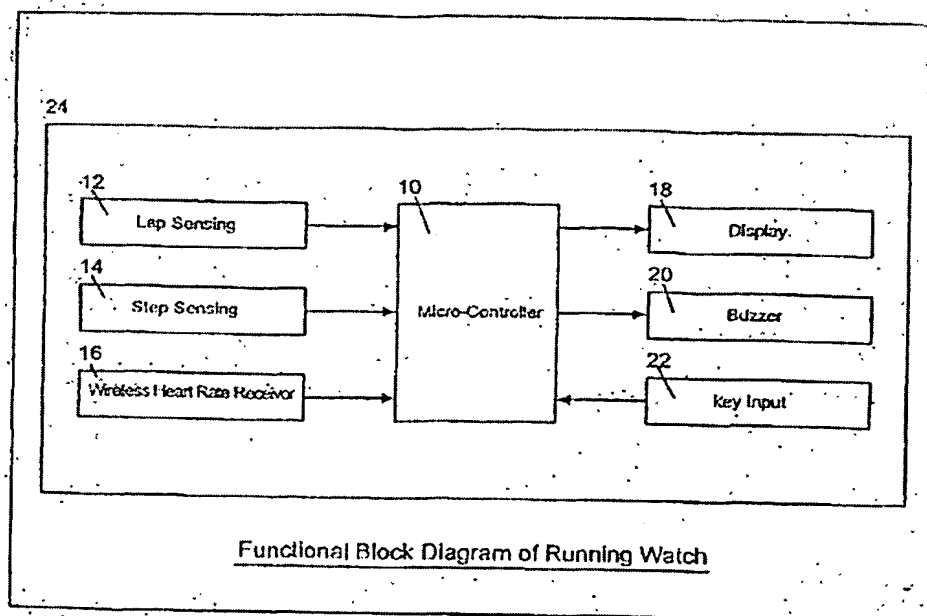 24
12
Lap Sensing
14
Step Sensing
16
Wireless Heart Rate Receivor
10
Micro-Controller
18
Display
20
Buzzer
22
Key Input
Functional Block Diagram of Running Watch